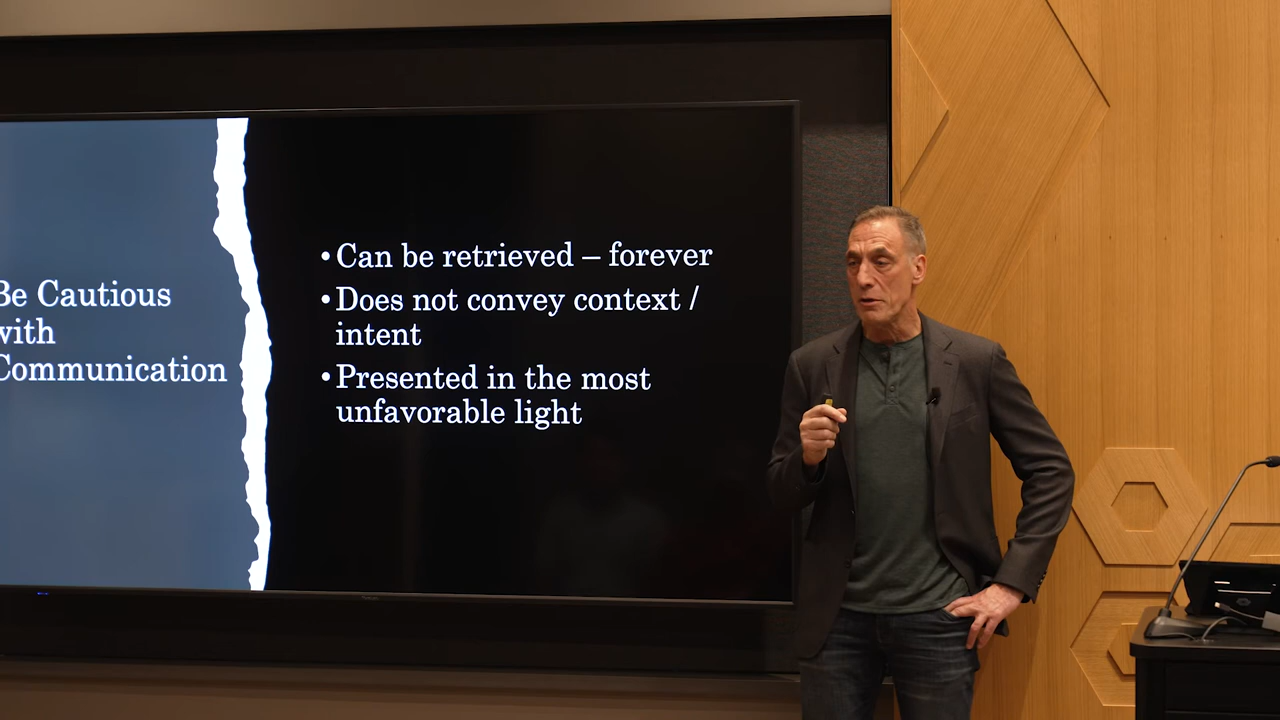 Be Cautious
with
Communication
• Can be retrieved – forever
• Does not convey context /
intent
• Presented in the most
unfavorable light